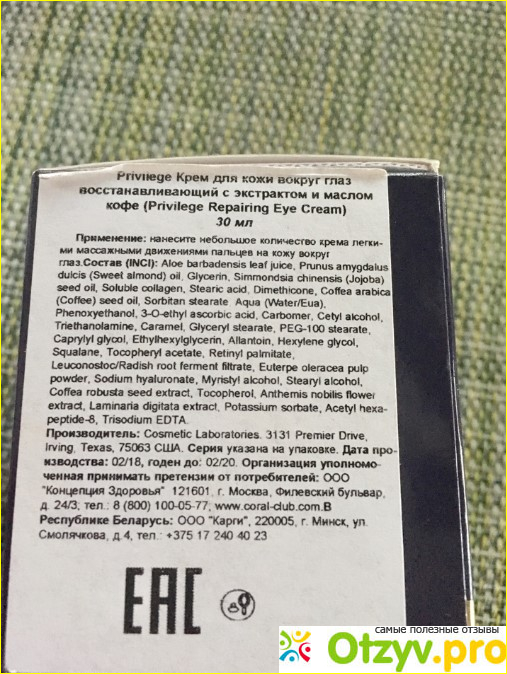 Privilege Крем для кожи вокруг глаз
восстанавливающий с экстрактом и маслом
кофе (Privilege Repairing Eye Cream)
30 мл
Применение: нанесите небольшое количество крема легки-
ми массажными движениями пальцев на кожу вокруг
глаз.Состав (INCI): Aloe barbadensis leaf juice, Prunus amygdalus
dulcis (Sweet almond) oil, Glycerin, Simmondsia chinensis (Jojoba)
seed oil, Soluble collagen, Stearic acid, Dimethicone, Coffea arabica
(Coffee) seed oil, Sorbitan stearate Aqua (Water/Eua),
Phenoxyethanol, 3-O-ethyl ascorbic acid, Carbomer, Cetyl alcohol,
Triethanolamine, Caramel, Glyceryl stearate, PEG-100 stearate,
Caprylyl glycol, Ethylhexylglycerin, Allantoin, Hexylene glycol,
Squalane, Tocopheryl acetate, Retinyl palmitate,
Leuconostoc/Radish root ferment filtrate, Euterpe oleracea pulp
powder, Sodium hyaluronate, Myristyl alcohol, Stearyl alcohol,
Coffea robusta seed extract, Tocopherol, Anthemis nobilis flower
extract, Laminaria digitata extract, Potassium sorbate, Acetyl hexa-
peptide-8, Trisodium EDTA.
Производитель: Cosmetic Laboratories. 3131 Premier Drive,
Irving, Texas, 75063 США. Серия указана на упаковке. Дата про-
изводства: 02/18, годен до: 02/20. Организация уполномо-
ченная принимать претензии от потребителей: ООО
"Концепция Здоровья" 121601, г. Москва, Филевский бульвар,
д. 24/3; тел.: 8 (800) 100-05-77, www.coral-club.com.В
Республике Беларусь: ООО "Карги", 220005, г. Минск, ул.
Смолячкова, д.4, тел.: +375 17 240 40 23
EAC
самые полезные отзывы
Otzyv.pro